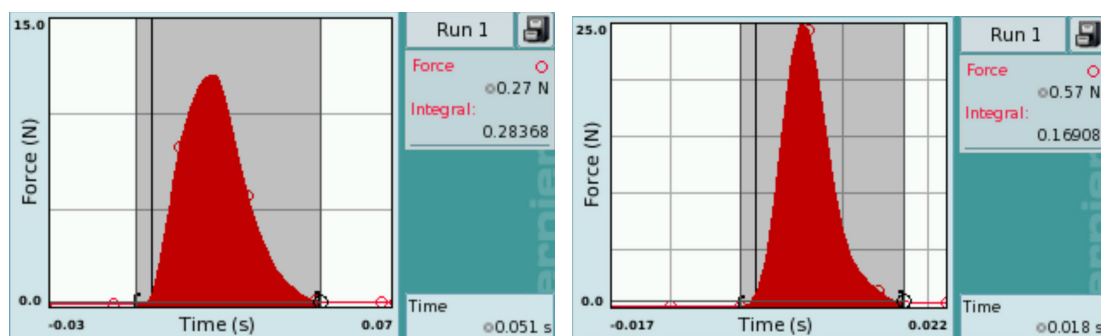 15.0
Force (N)
0.0
-0.03
Time (s)
0.07
Run 1
Force
0.27 N
Integral:
0.28368
Time
0.051 s
25.0
Force (N)
0.0
-0.017
Time (s)
0.022
Run 1
Force
0.57 N
Integral:
0.16908
Time
0.018 s